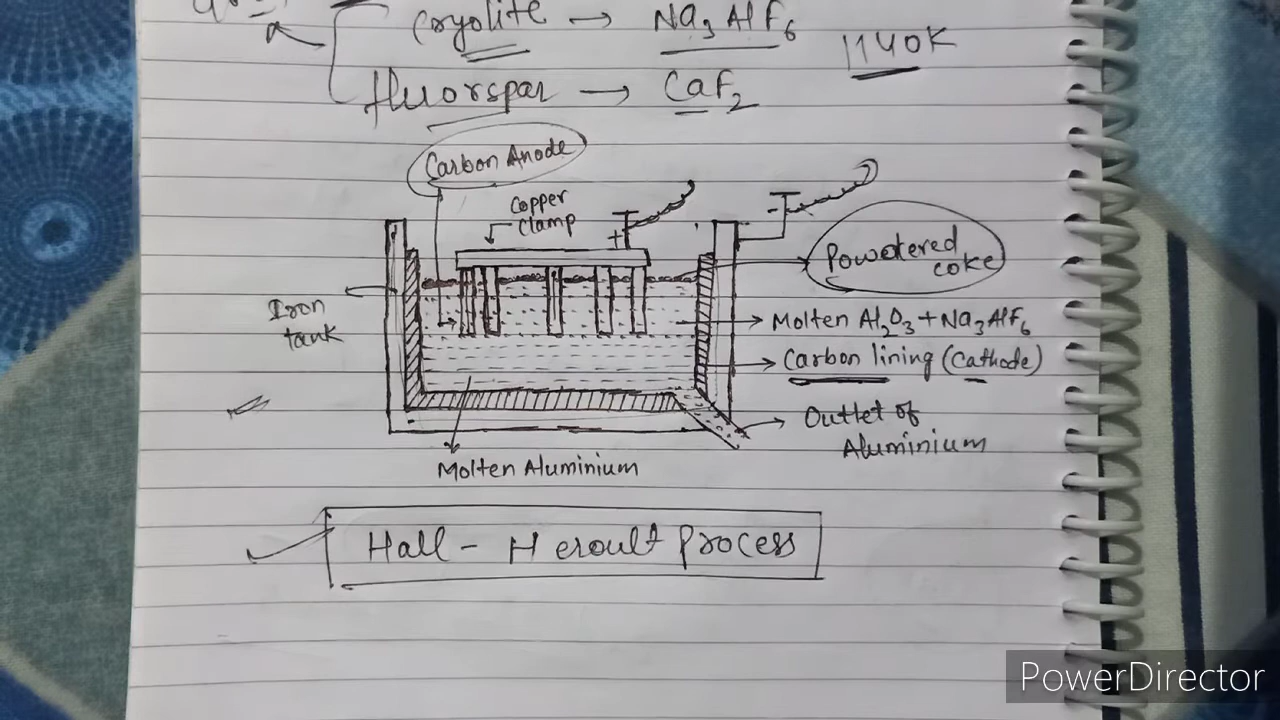 Cryolite → Na3AlF6
1140K
fluorspar → CaF2
Carbon Anode
Copper
clamp
+
-
Powdered
coke
Iron
tank
Molten Al2O3 + Na3AlF6
Carbon lining (Cathode)
Outlet of
Aluminium
Molten Aluminium
Hall - Heroult Process
PowerDirector